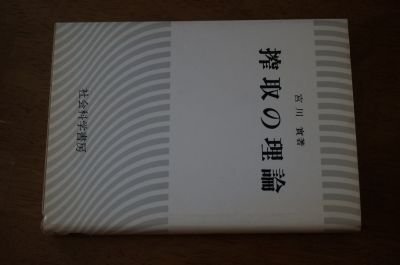 搾取の理論
宮川實著
社会科学書房